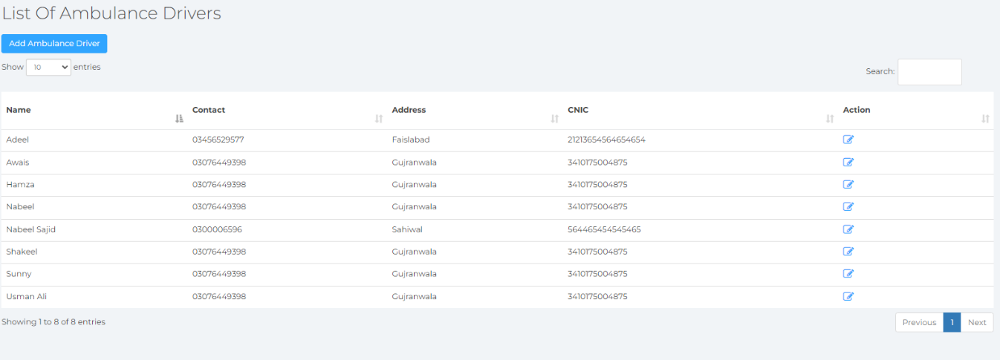 List Of Ambulance Drivers
Add Ambulance Driver
Show 10 entries
Search:
Name Contact Address CNIC Action
Adeel 03456529577 Faislabad 21213654564654654
Awais 03076449398 Gujranwala 3410175004875
Hamza 03076449398 Gujranwala 3410175004875
Nabeel 03076449398 Gujranwala 3410175004875
Nabeel Sajid 0300006596 Sahiwal 564465454545465
Shakeel 03076449398 Gujranwala 3410175004875
Sunny 03076449398 Gujranwala 3410175004875
Usman Ali 03076449398 Gujranwala 3410175004875
Showing 1 to 8 of 8 entries
Previous 1 Next